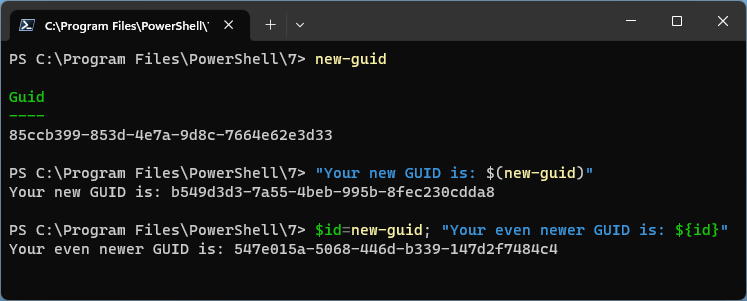 C:\Program Files\PowerShell\
PS C:\Program Files\PowerShell\7> new-guid
Guid
----
85ccb399-853d-4e7a-9d8c-7664e62e3d33
PS C:\Program Files\PowerShell\7> "Your new GUID is: $(new-guid)"
Your new GUID is: b549d3d3-7a55-4beb-995b-8fec230cdda8
PS C:\Program Files\PowerShell\7> $id=new-guid; "Your even newer GUID is: ${id}"
Your even newer GUID is: 547e015a-5068-446d-b339-147d2f7484c4